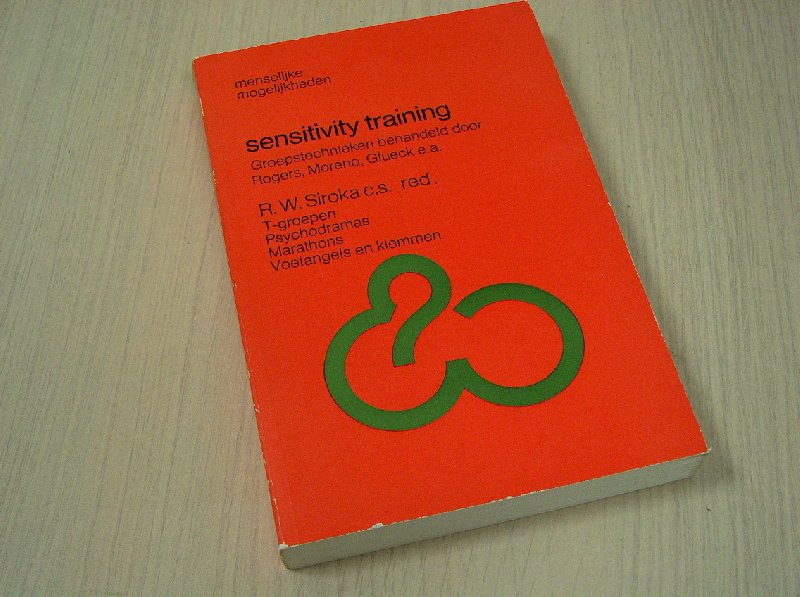 menselijke
mogelijkheden
sensitivity training
Groepstechnieken behandeld door
Rogers, Moreno, Glueck e.a.
R. W. Siroka c.s. red.
T-groepen
Psychodramas
Marathons
Voetangels en klemmen